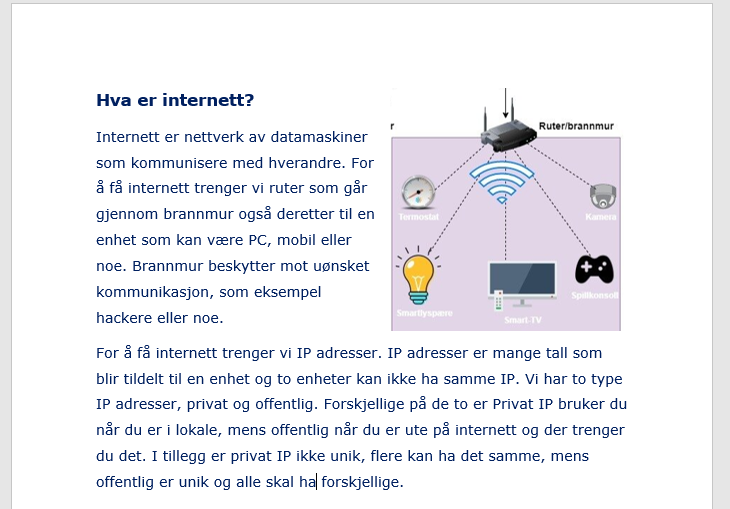 Hva er internett?
Internett er nettverk av datamaskiner
som kommunisere med hverandre. For
å få internett trenger vi ruter som går
gjennom brannmur også deretter til en
enhet som kan være PC, mobil eller
noe. Brannmur beskytter mot uønsket
kommunikasjon, som eksempel
hackere eller noe.
r
Ruter/brannmur
Termostat
Kamera
Smartlyspære
Smart-TV
Spillkonsoll
For å få internett trenger vi IP adresser. IP adresser er mange tall som
blir tildelt til en enhet og to enheter kan ikke ha samme IP. Vi har to type
IP adresser, privat og offentlig. Forskjellige på de to er Privat IP bruker du
når du er i lokale, mens offentlig når du er ute på internett og der trenger
du det. I tillegg er privat IP ikke unik, flere kan ha det samme, mens
offentlig er unik og alle skal ha forskjellige.